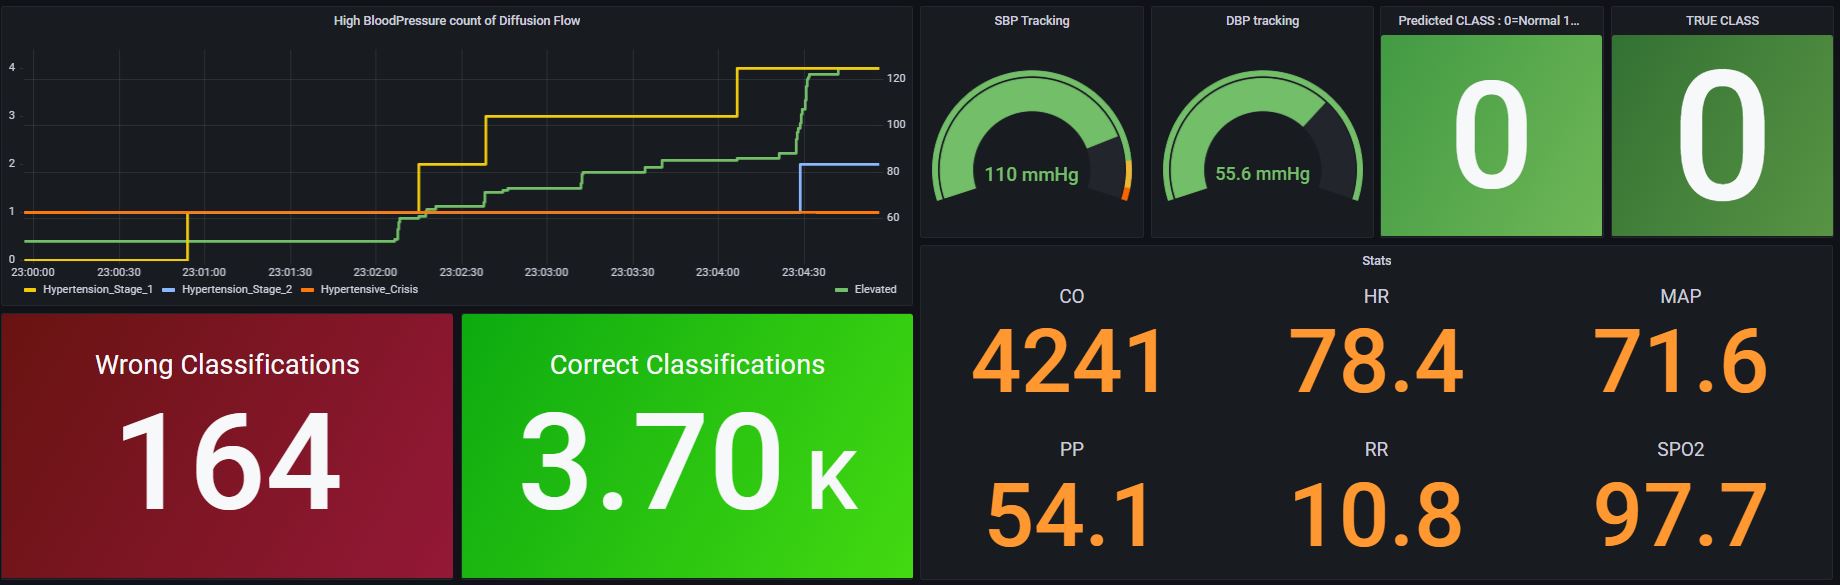 High BloodPressure count of Diffusion Flow
4
3
2
1
0
120
100
80
60
23:00:00 23:00:30 23:01:00 23:01:30 23:02:00 23:02:30 23:03:00 23:03:30 23:04:00 23:04:30
Hypertension_Stage_1 Hypertension_Stage_2 Hypertensive_Crisis Elevated
SBP Tracking
110 mmHg
DBP tracking
55.6 mmHg
Predicted CLASS : 0=Normal 1...
0
TRUE CLASS
0
Wrong Classifications
164
Correct Classifications
3.70 K
Stats
CO HR MAP
4241 78.4 71.6
PP RR SPO2
54.1 10.8 97.7